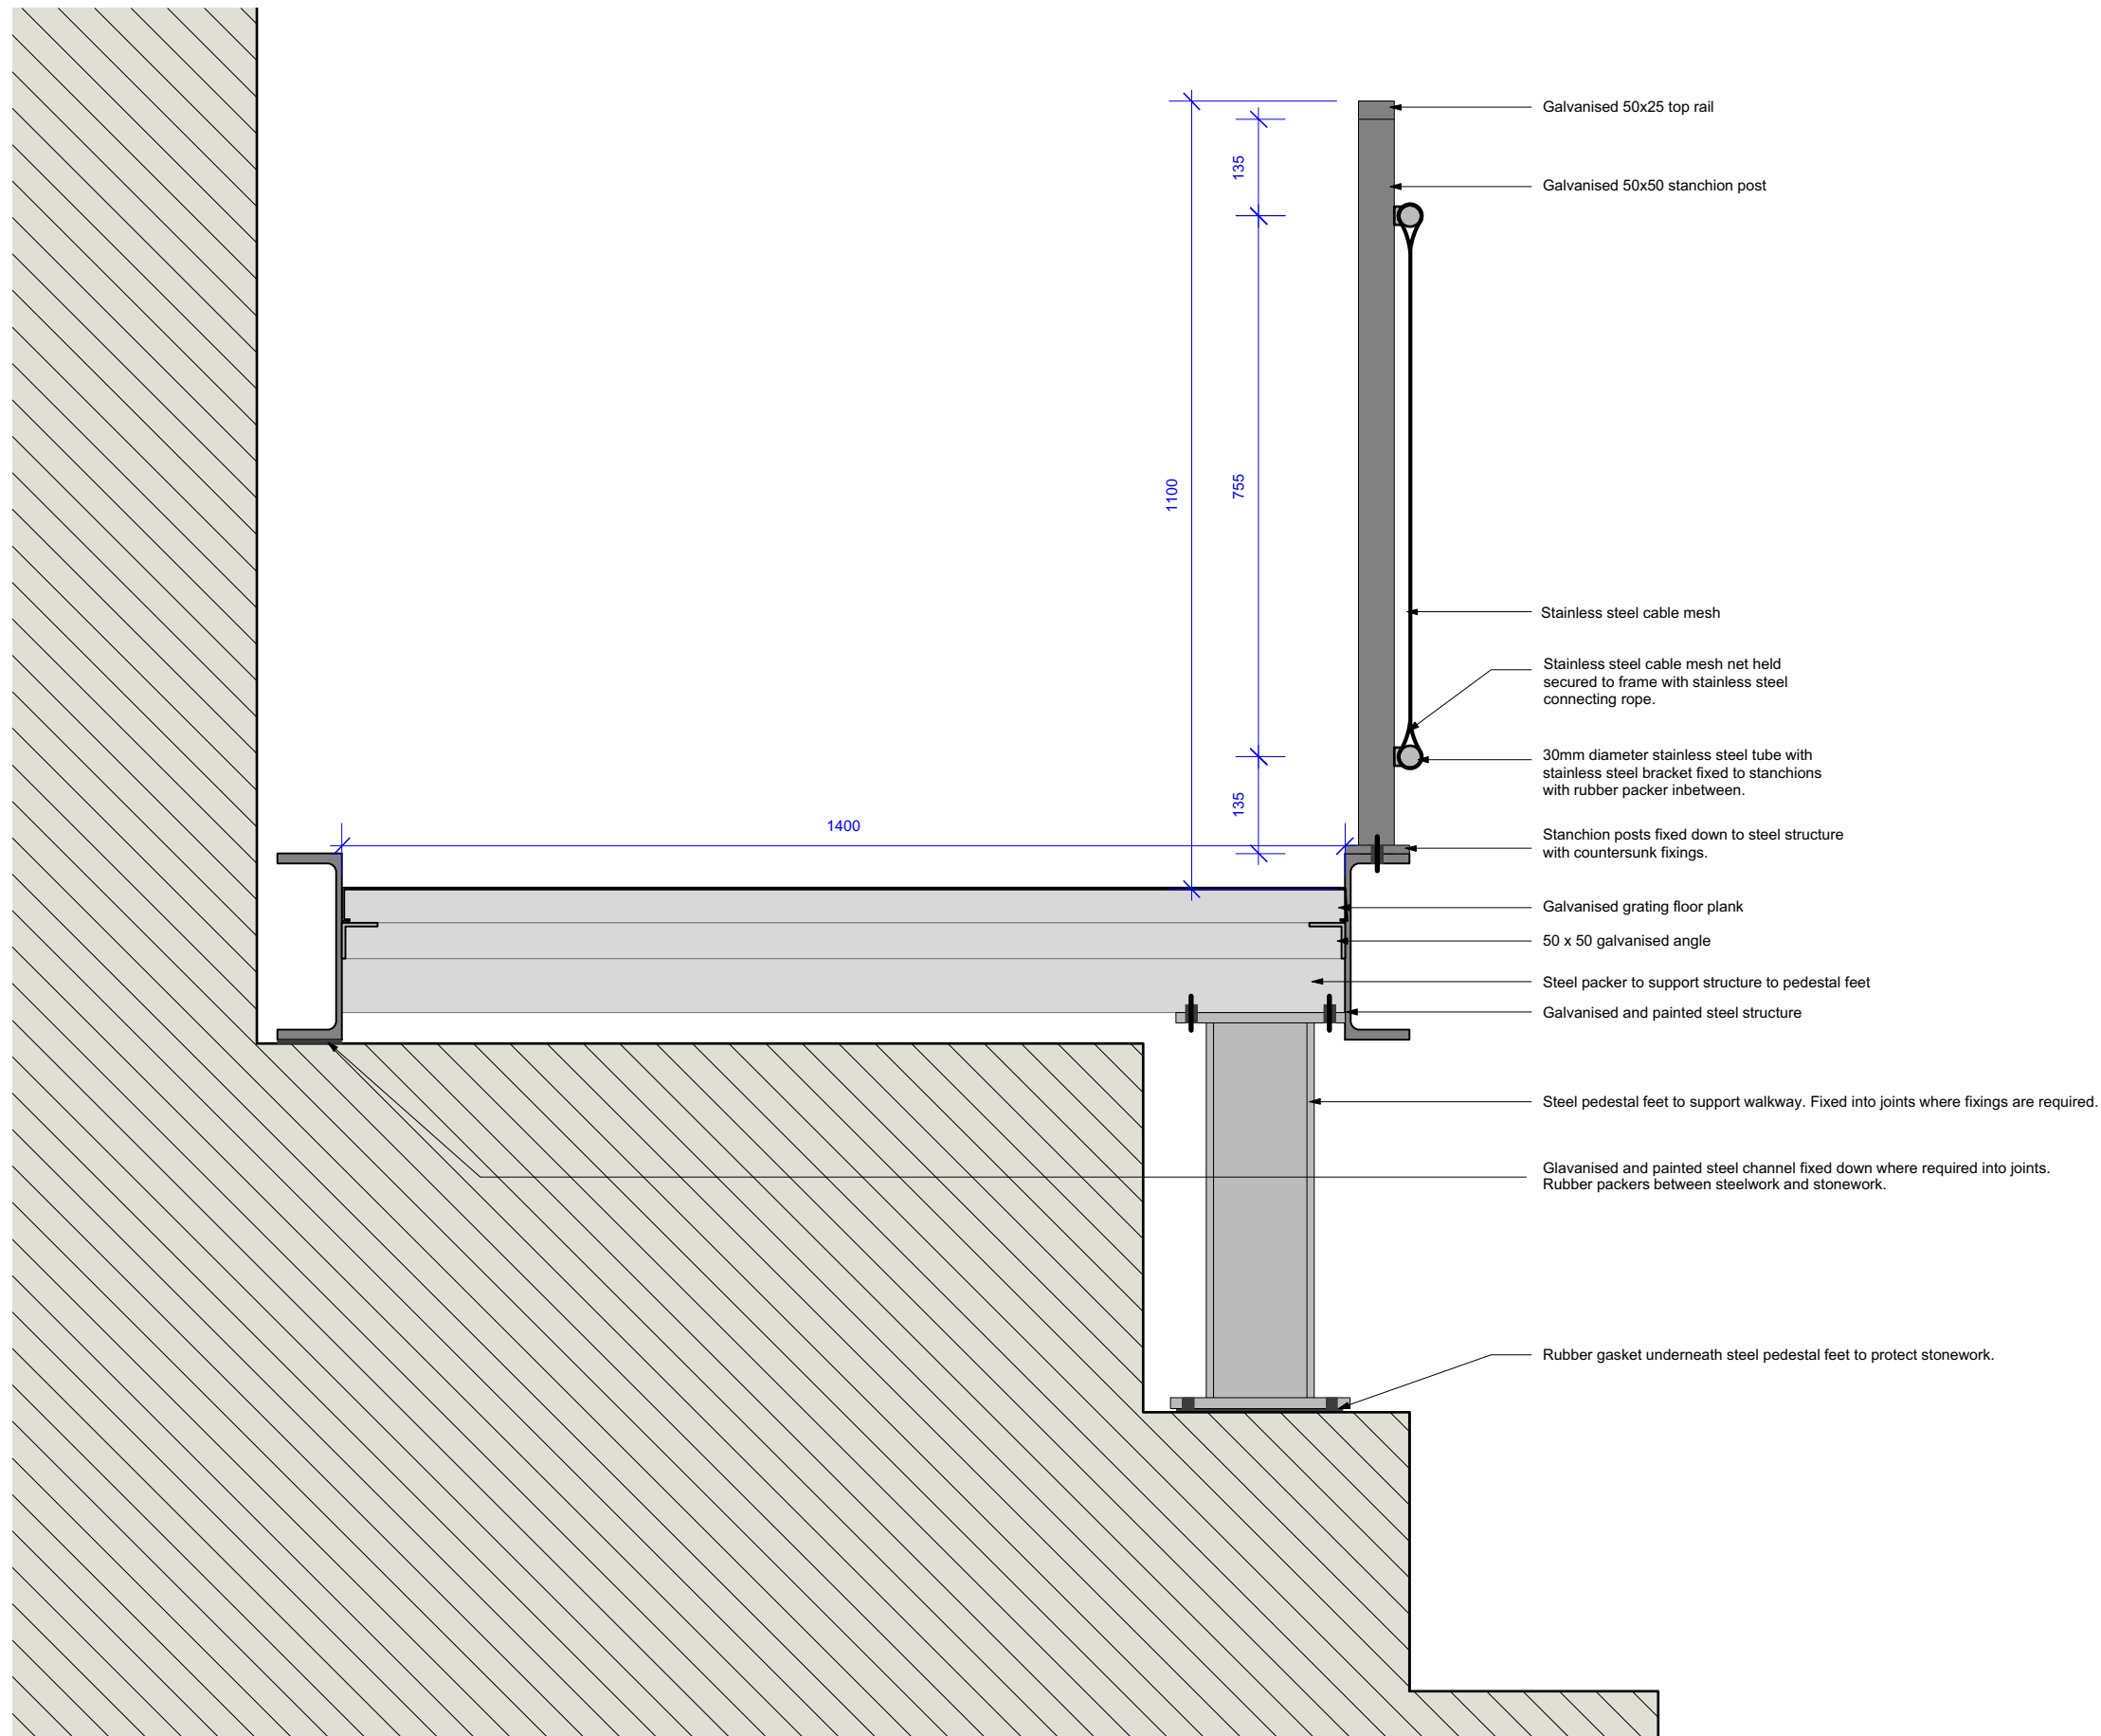 Galvanised 50x25 top rail
135
Galvanised 50x50 stanchion post
1100
755
Stainless steel cable mesh
Stainless steel cable mesh net held
secured to frame with stainless steel
connecting rope.
30mm diameter stainless steel tube with
stainless steel bracket fixed to stanchions
with rubber packer inbetween.
135
1400
Stanchion posts fixed down to steel structure
with countersunk fixings.
Galvanised grating floor plank
50 x 50 galvanised angle
Steel packer to support structure to pedestal feet
Galvanised and painted steel structure
Steel pedestal feet to support walkway. Fixed into joints where fixings are required.
Glavanised and painted steel channel fixed down where required into joints.
Rubber packers between steelwork and stonework.
Rubber gasket underneath steel pedestal feet to protect stonework.